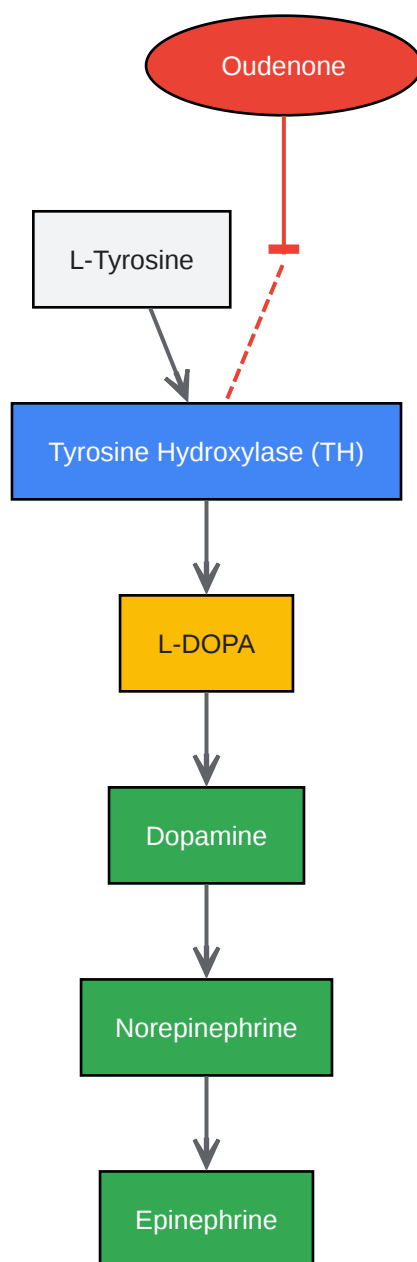 Oudenone
L-Tyrosine
Tyrosine Hydroxylase (TH)
L-DOPA
Dopamine
Norepinephrine
Epinephrine